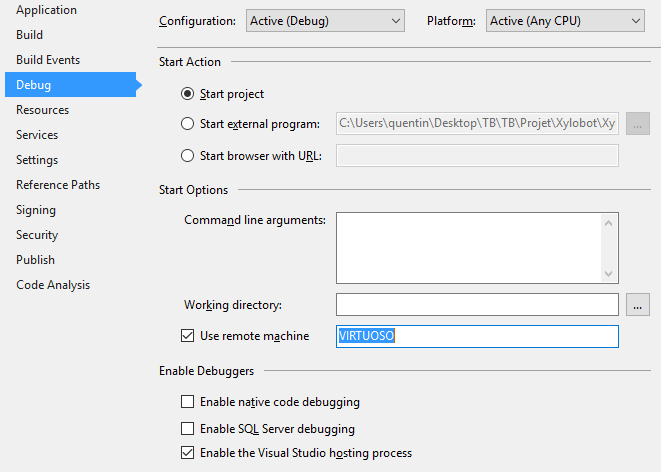 Application
Build
Build Events
Debug
Resources
Services
Settings
Reference Paths
Signing
Security
Publish
Code Analysis
Configuration: Active (Debug) Platform: Active (Any CPU)
Start Action
Start project
Start external program: C:\Users\quentin\Desktop\TB\TB\Projet\Xylobot\Xy ...
Start browser with URL:
Start Options
Command line arguments:
Working directory: ...
Use remote machine VIRTUOSO
Enable Debuggers
Enable native code debugging
Enable SQL Server debugging
Enable the Visual Studio hosting process